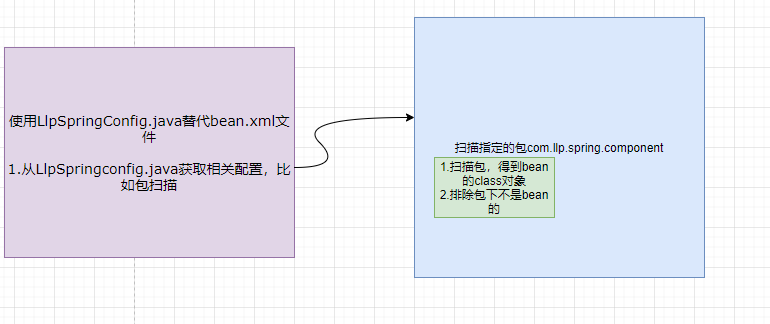 使用LlpSpringConfig.java替代bean.xml文
件
1.从LlpSpringconfig.java获取相关配置，比
如包扫描
扫描指定的包com.llp.spring.component
1.扫描包，得到bean
的class对象
2.排除包下不是bean
的